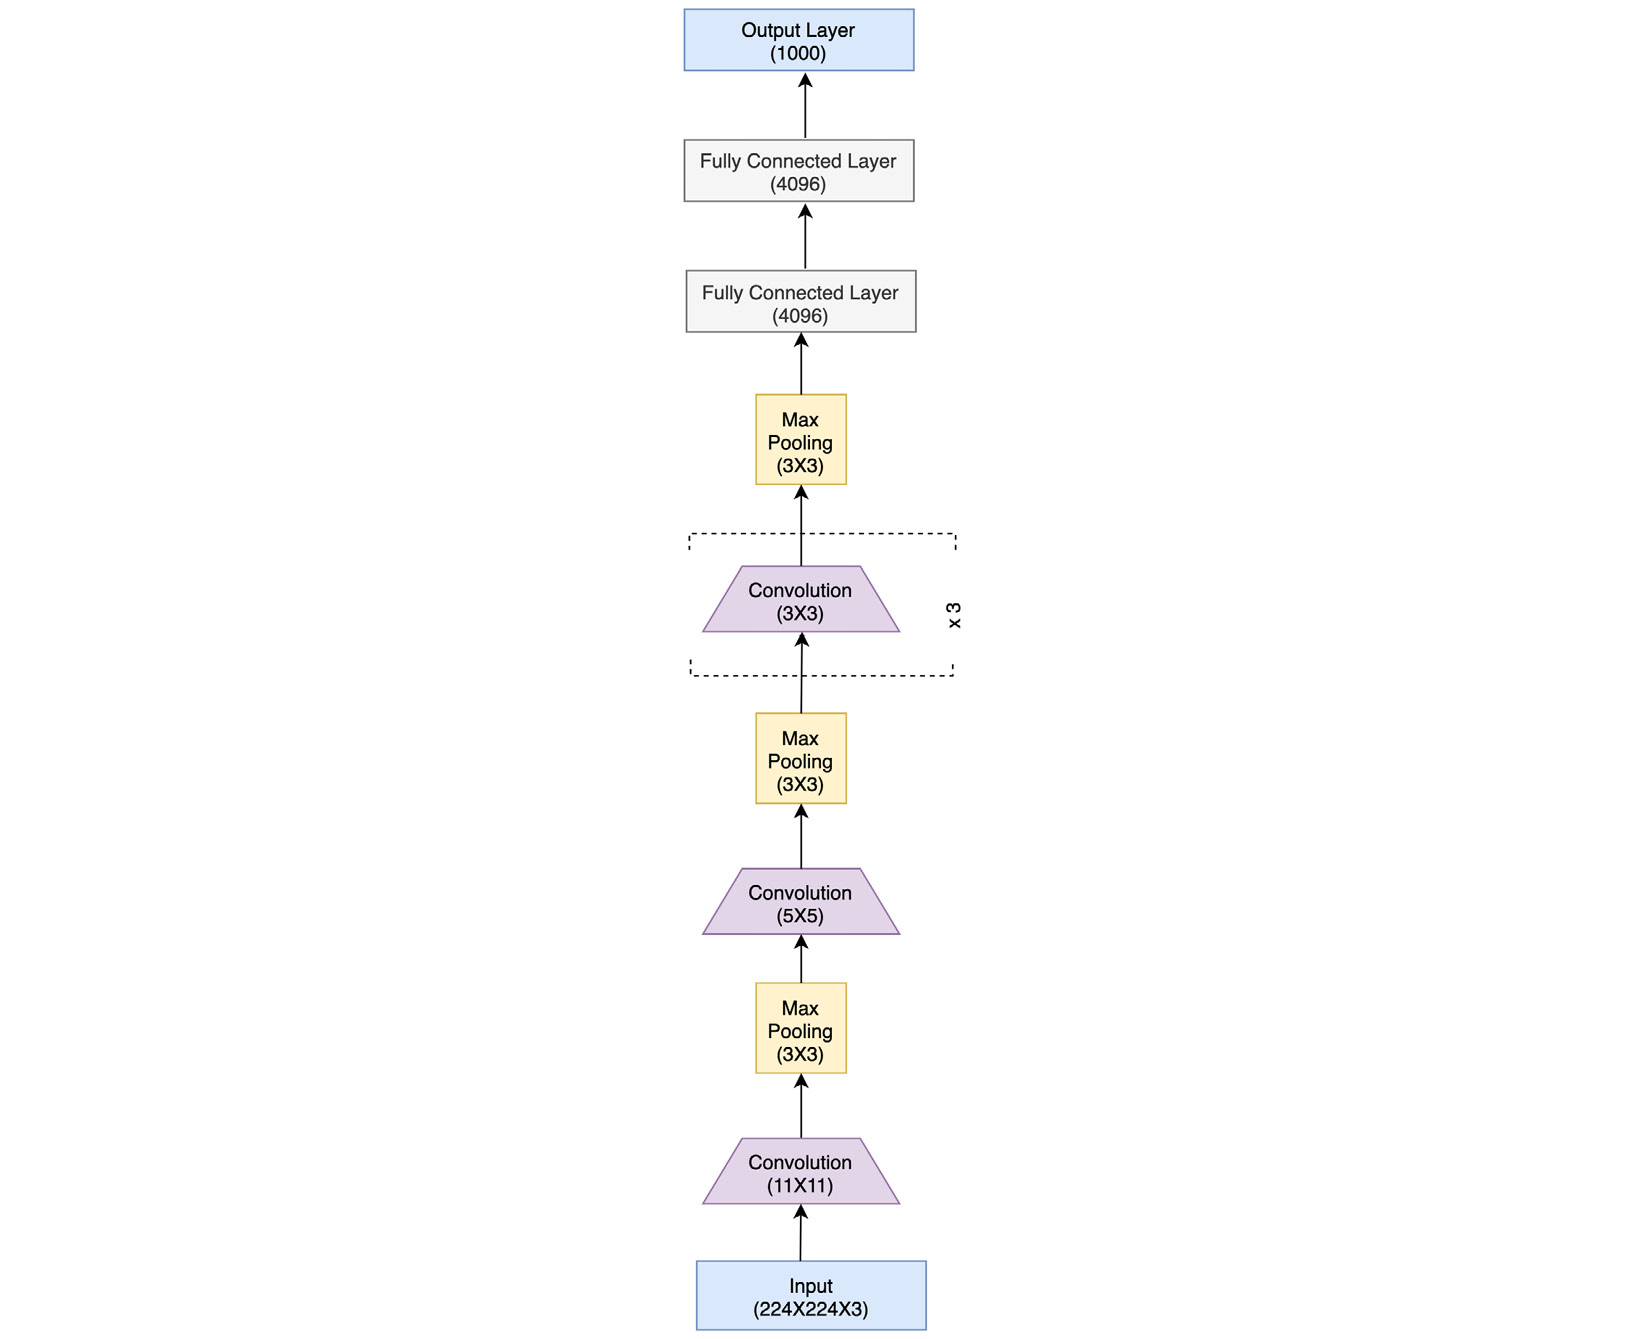 Output Layer
(1000)
Fully Connected Layer
(4096)
Fully Connected Layer
(4096)
Max
Pooling
(3X3)
Convolution
(3X3)
x 3
Max
Pooling
(3X3)
Convolution
(5X5)
Max
Pooling
(3X3)
Convolution
(11X11)
Input
(224X224X3)